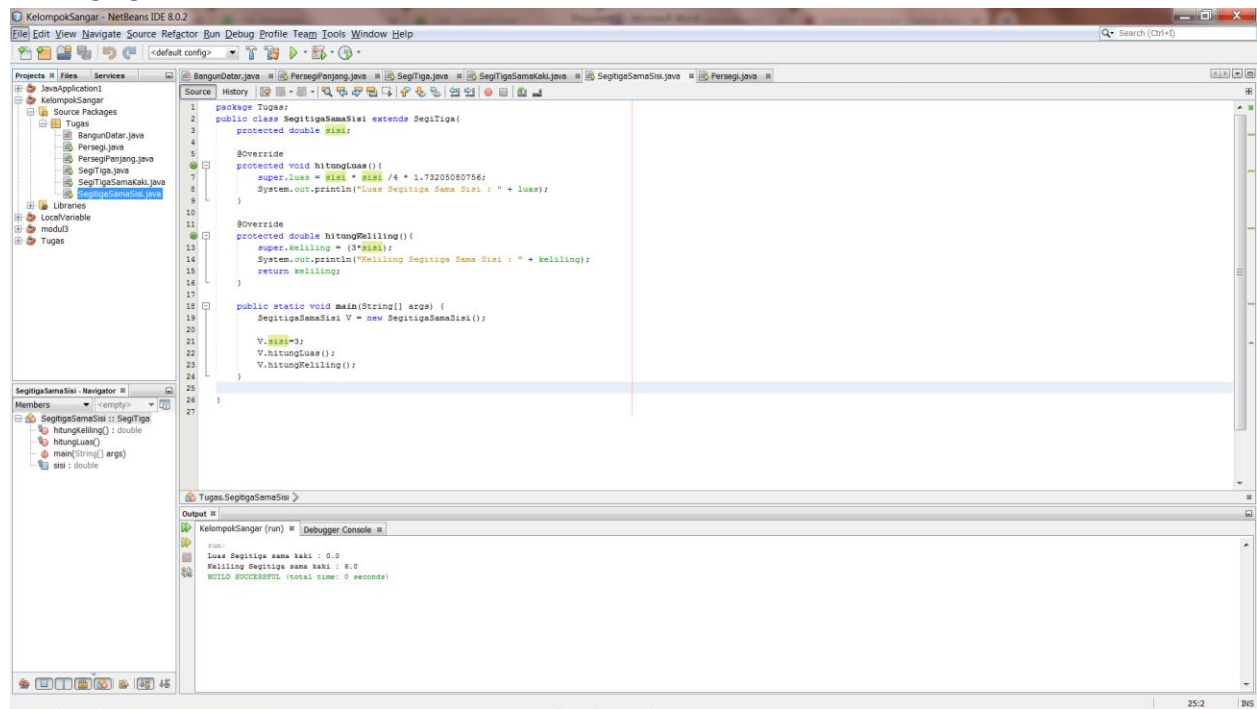 KelompokSangar - NetBeans IDE 8.0.2
File Edit View Navigate Source Refactor Run Debug Profile Team Tools Window Help
Search (Ctrl+I)
<default config>
Projects Files Services
JavaApplication1
KelompokSangar
Source Packages
Tugas
BangunDatar.java
Persegi.java
PersegiPanjang.java
SegiTiga.java
SegiTigaSamaKaki.java
SegitigaSamaSisi.java
Libraries
LocalVariable
modul3
Tugas
BangunDatar.java PersegiPanjang.java SegiTiga.java SegiTigaSamaKaki.java SegitigaSamaSisi.java Persegi.java
Source History
1 package Tugas;
2 public class SegitigaSamaSisi extends SegiTiga{
3 protected double sisi;
4
5 @Override
protected void hitungLuas(){
7 super.luas = sisi * sisi /4 * 1.73205080756;
8 System.out.println("Luas Segitiga Sama Sisi : " + luas);
9 }
10
11 @Override
protected double hitungKeliling(){
13 super.keliling = (3*sisi);
14 System.out.println("Keliling Segitiga Sama Sisi : " + keliling);
15 return keliling;
16 }
17
18 public static void main(String[] args) {
19 SegitigaSamaSisi V = new SegitigaSamaSisi();
20
21 V.sisi=3;
22 V.hitungLuas();
23 V.hitungKeliling();
24 }
25
26 }
27
SegitigaSamaSisi - Navigator
Members <empty>
SegitigaSamaSisi :: SegiTiga
hitungKeliling() : double
hitungLuas()
main(String[] args)
sisi : double
Tugas.SegitigaSamaSisi
Output
KelompokSangar (run) Debugger Console
run:
Luas Segitiga sama kaki : 0.0
Keliling Segitiga sama kaki : 6.0
BUILD SUCCESSFUL (total time: 0 seconds)
25:2 INS